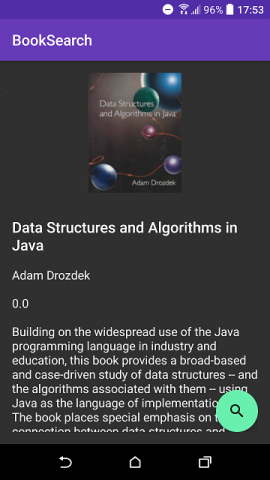 96% 17:53
BookSearch
Data Structures
and Algorithms in Java
Adam Drozdek
Data Structures and Algorithms in
Java
Adam Drozdek
0.0
Building on the widespread use of the Java
programming language in industry and
education, this book provides a broad-based
and case-driven study of data structures -- and
the algorithms associated with them -- using
Java as the language of
The book places special emphasis on
connection between data structures and